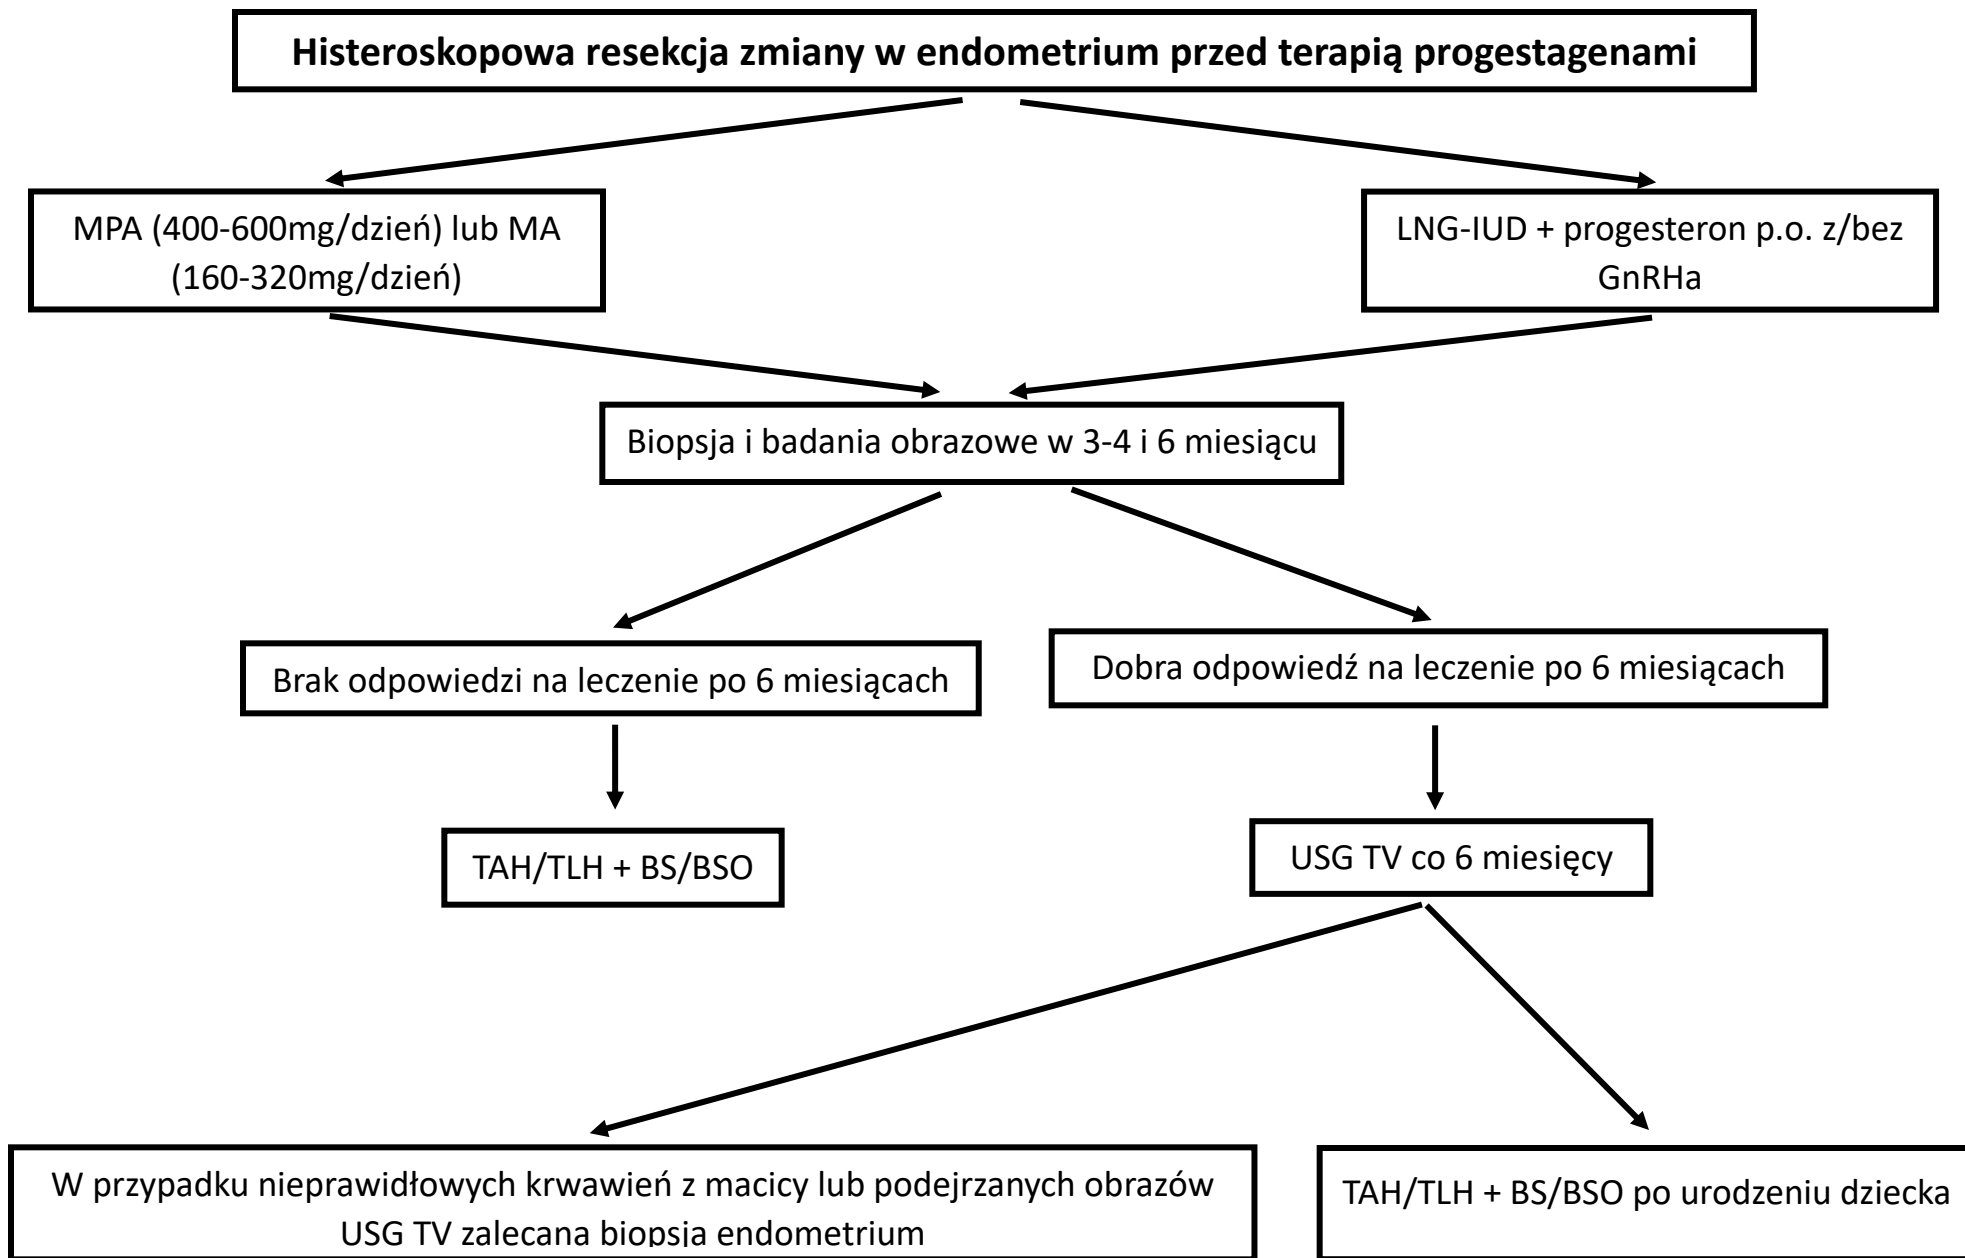 Histeroskopowa resekcja zmiany w endometrium przed terapią progestagenami
MPA (400-600mg/dzień) lub MA
(160-320mg/dzień)
LNG-IUD + progesteron p.o. z/bez
GnRHa
Biopsja i badania obrazowe w 3-4 i 6 miesiącu
Brak odpowiedzi na leczenie po 6 miesiącach
Dobra odpowiedź na leczenie po 6 miesiącach
TAH/TLH + BS/BSO
USG TV co 6 miesięcy
W przypadku nieprawidłowych krwawień z macicy lub podejrzanych obrazów
USG TV zalecana biopsja endometrium
TAH/TLH + BS/BSO po urodzeniu dziecka